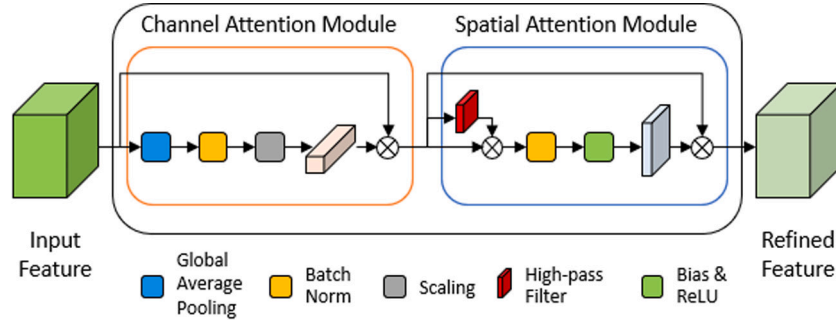 Channel Attention Module
Spatial Attention Module
Input
Feature
Refined
Feature
Global
Average
Pooling
Batch
Norm
Scaling
High-pass
Filter
Bias &
ReLU